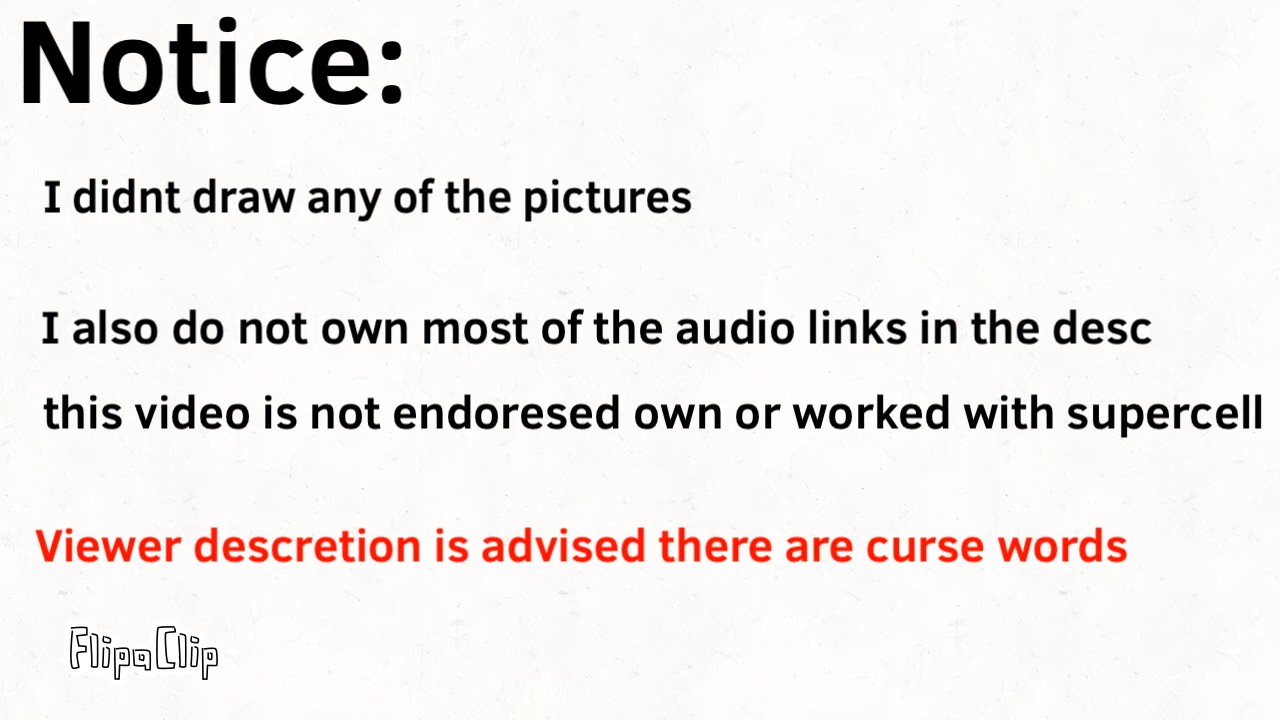 Notice:
I didnt draw any of the pictures
I also do not own most of the audio links in the desc
this video is not endoresed own or worked with supercell
Viewer descretion is advised there are curse words
FlipaClip